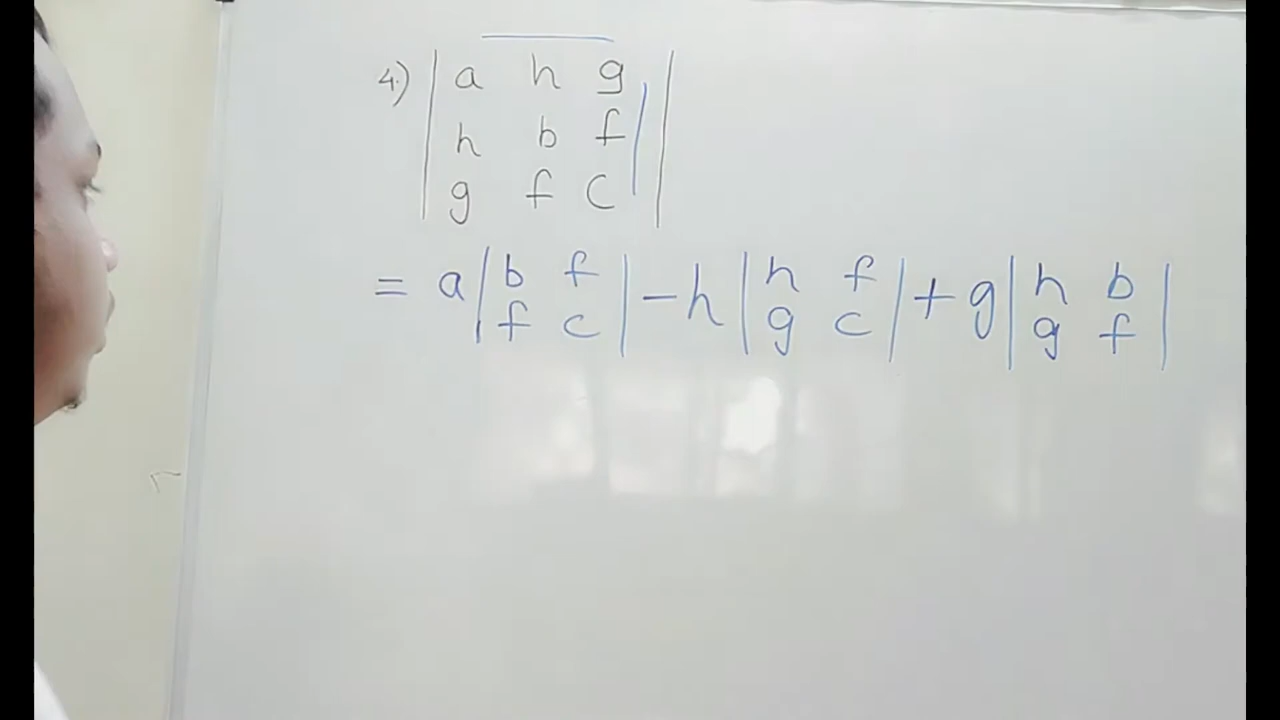 4) | a h g |
| h b f |
| g f c |
= a | b f | - h | h f | + g | h b |
| f c | | g c | | g f |